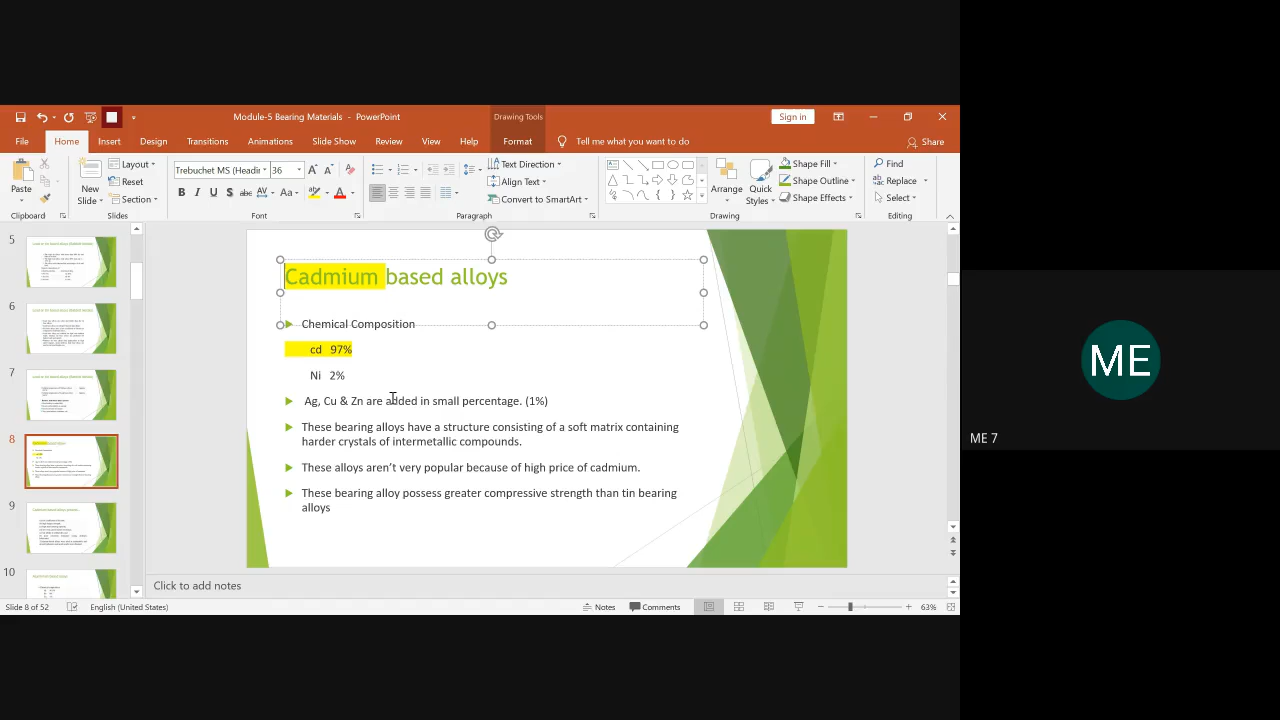 Module-5 Bearing Materials - PowerPoint
Drawing Tools
Sign in
File Home Insert Design Transitions Animations Slide Show Review View Help Format Tell me what you want to do Share
Paste
New Slide
Layout
Reset
Section
Trebuchet MS (Headin 36
Text Direction
Align Text
Convert to SmartArt
Arrange
Quick Styles
Shape Fill
Shape Outline
Shape Effects
Find
Replace
Select
Clipboard Slides Font Paragraph Drawing Editing
5
6
7
8
9
10
Cadmium based alloys
Chemical Composition
cd 97%
Ni 2%
Ag, Cu & Zn are added in small percentage. (1%)
These bearing alloys have a structure consisting of a soft matrix containing
harder crystals of intermetallic compounds.
These alloys aren't very popular because of high price of cadmium.
These bearing alloy possess greater compressive strength than tin bearing
alloys
Click to add notes
Slide 8 of 52 English (United States) Notes Comments 63%
ME
ME 7